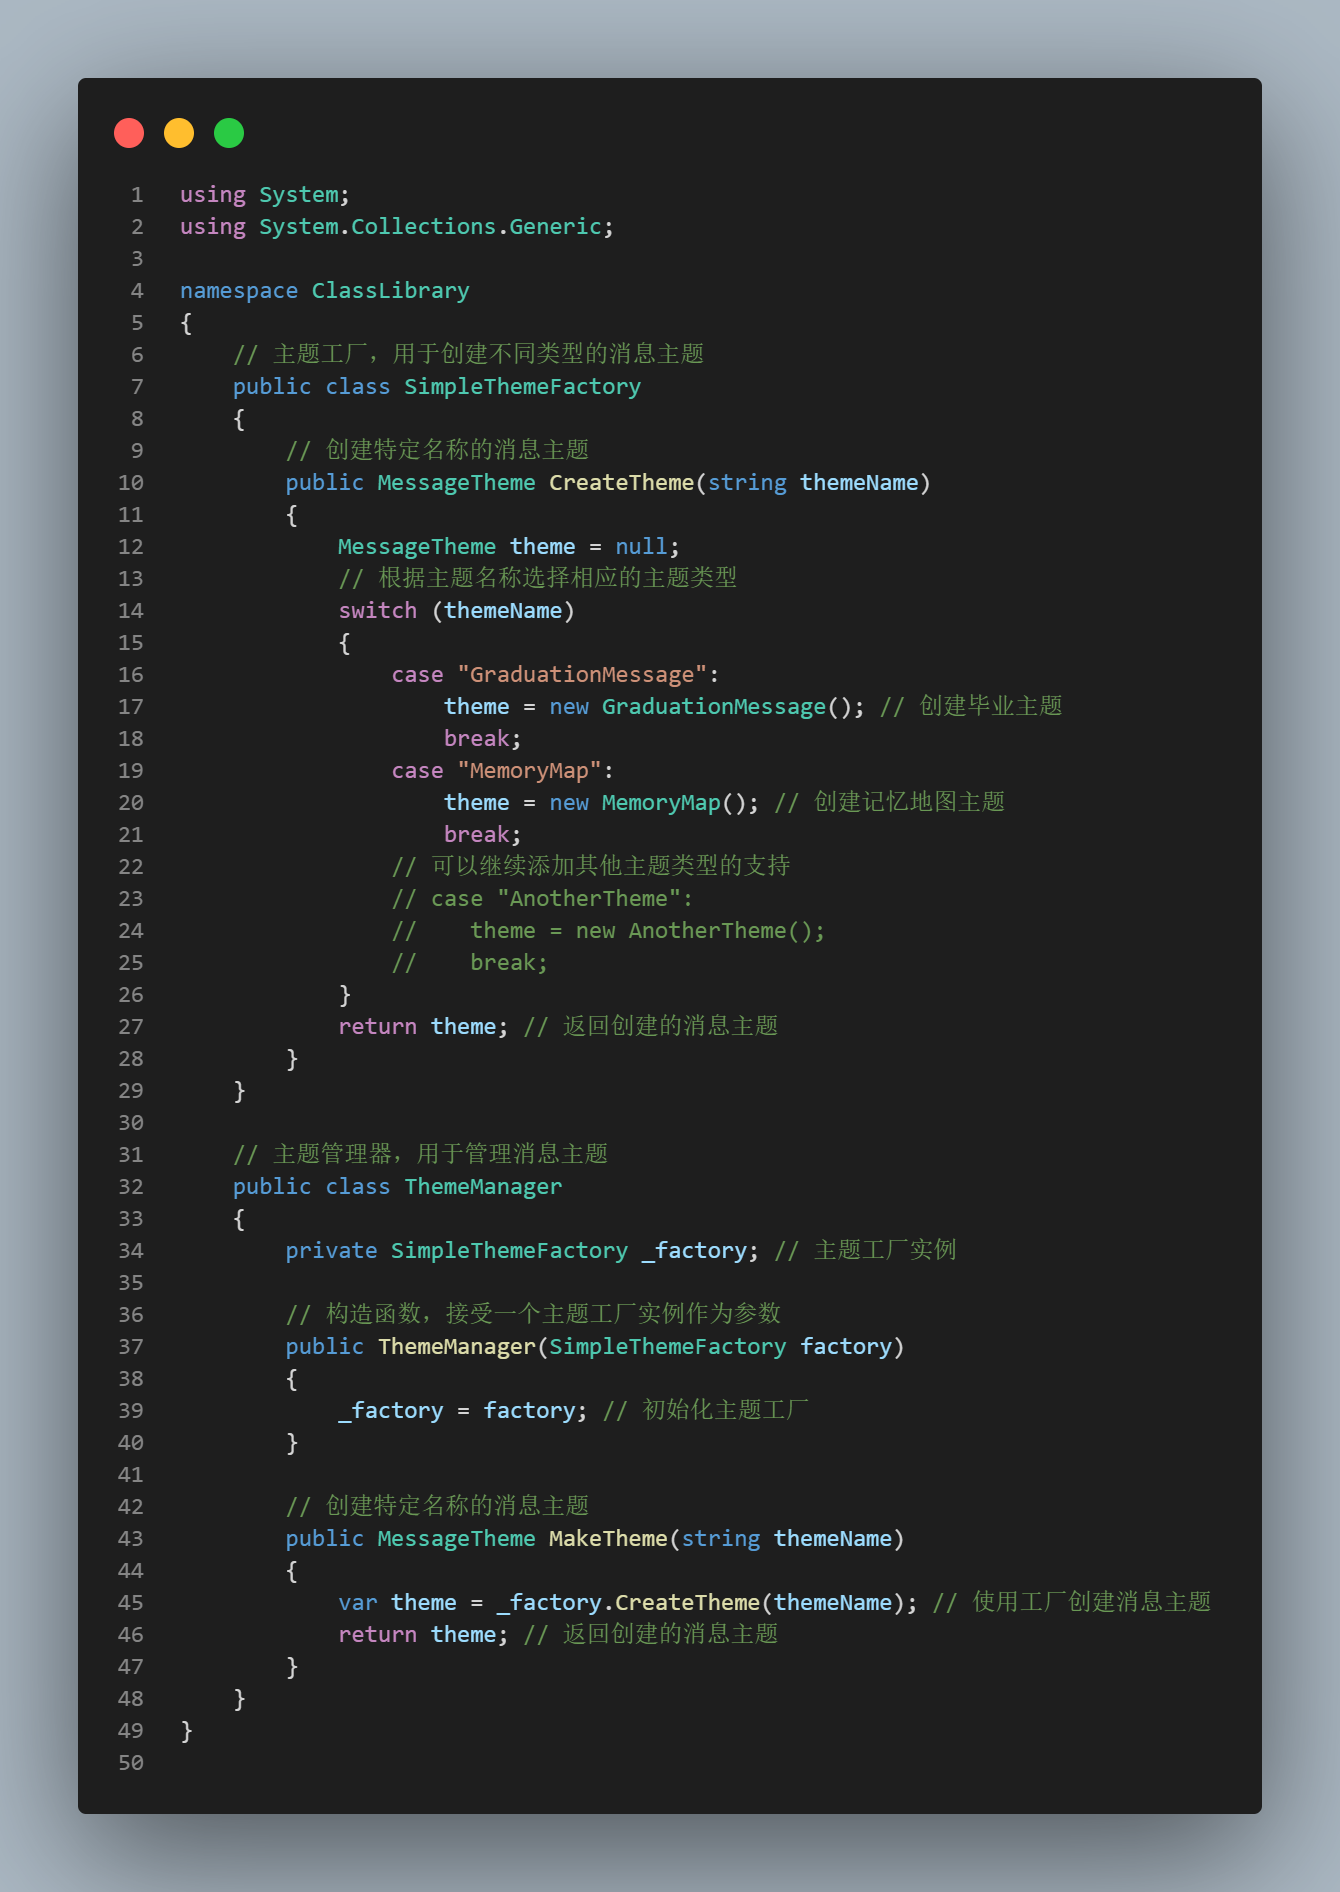 1 using System;
2 using System.Collections.Generic;
3
4 namespace ClassLibrary
5 {
6     // 主题工厂，用于创建不同类型的消息主题
7     public class SimpleThemeFactory
8     {
9         // 创建特定名称的消息主题
10         public MessageTheme CreateTheme(string themeName)
11         {
12             MessageTheme theme = null;
13             // 根据主题名称选择相应的主题类型
14             switch (themeName)
15             {
16                 case "GraduationMessage":
17                     theme = new GraduationMessage(); // 创建毕业主题
18                     break;
19                 case "MemoryMap":
20                     theme = new MemoryMap(); // 创建记忆地图主题
21                     break;
22                 // 可以继续添加其他主题类型的支持
23                 // case "AnotherTheme":
24                 //    theme = new AnotherTheme();
25                 //    break;
26             }
27             return theme; // 返回创建的消息主题
28         }
29     }
30
31     // 主题管理器，用于管理消息主题
32     public class ThemeManager
33     {
34         private SimpleThemeFactory _factory; // 主题工厂实例
35
36         // 构造函数，接受一个主题工厂实例作为参数
37         public ThemeManager(SimpleThemeFactory factory)
38         {
39             _factory = factory; // 初始化主题工厂
40         }
41
42         // 创建特定名称的消息主题
43         public MessageTheme MakeTheme(string themeName)
44         {
45             var theme = _factory.CreateTheme(themeName); // 使用工厂创建消息主题
46             return theme; // 返回创建的消息主题
47         }
48     }
49 }
50